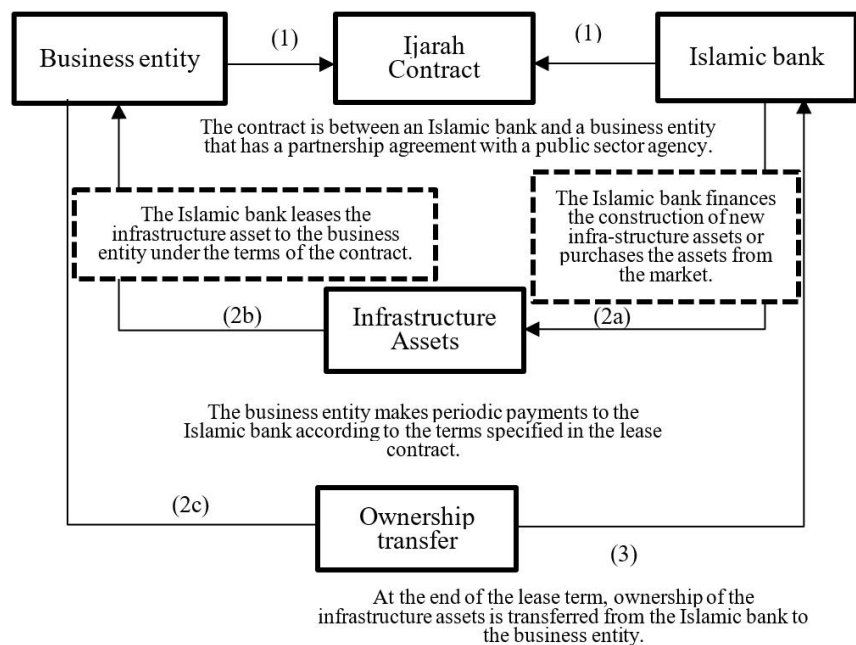 (1)
(1)
Business entity
Ijarah
Contract
Islamic bank
The contract is between an Islamic bank and a business entity
that has a partnership agreement with a public sector agency.
The Islamic bank leases the
infrastructure asset to the business
entity under the terms of the contract.
The Islamic bank finances
the construction of new
infra-structure assets or
purchases the assets from
the market.
(2b)
Infrastructure
Assets
(2a)
The business entity makes periodic payments to the
Islamic bank according to the terms specified in the lease
contract.
(2c)
Ownership
transfer
(3)
At the end of the lease term, ownership of the
infrastructure assets is transferred from the Islamic bank to
the business entity.